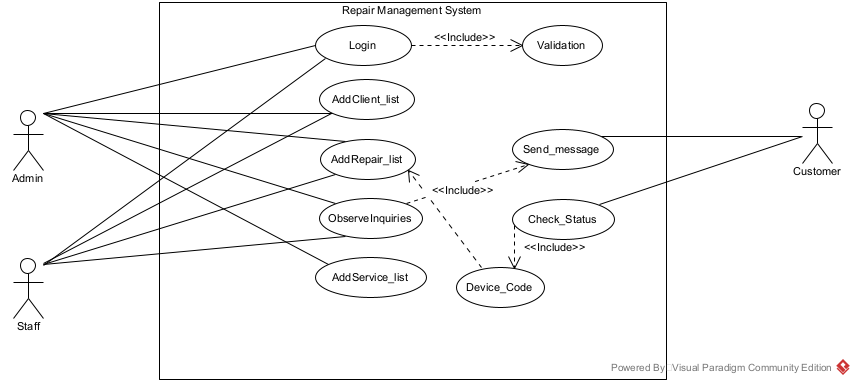 Repair Management System
Login
<<Include>>
Validation
AddClient_list
Admin
AddRepair_list
Send_message
Customer
<<Include>>
ObserveInquiries
Check_Status
<<Include>>
AddService_list
Device_Code
Staff
Powered By: Visual Paradigm Community Edition